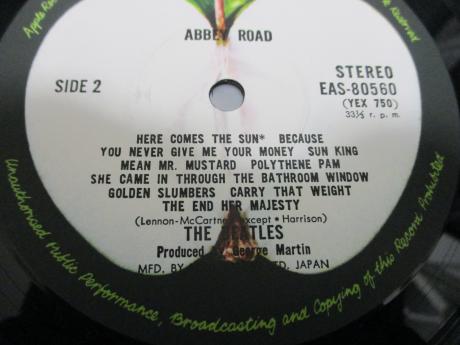 ABBEY ROAD
SIDE 2
STEREO
EAS-80560
(YEX 750)
33⅓ r. p. m.
HERE COMES THE SUN* BECAUSE
YOU NEVER GIVE ME YOUR MONEY SUN KING
MEAN MR. MUSTARD POLYTHENE PAM
SHE CAME IN THROUGH THE BATHROOM WINDOW
GOLDEN SLUMBERS CARRY THAT WEIGHT
THE END HER MAJESTY
(Lennon-McCartney except * Harrison)
THE BEATLES
Produced by George Martin
MFD. BY JAPAN
Unauthorised Public Performance, Broadcasting and Copying of this Record Prohibited
Apple